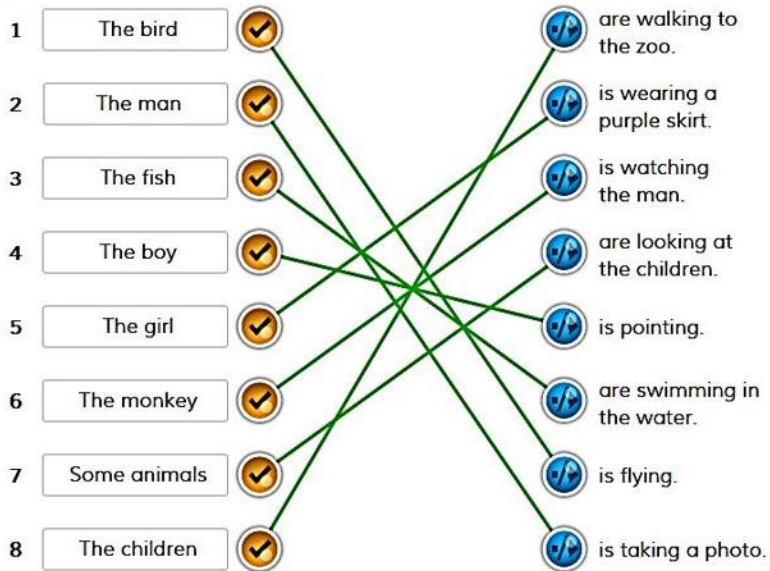 1 The bird are walking to
the zoo.
2 The man is wearing a
purple skirt.
3 The fish is watching
the man.
4 The boy are looking at
the children.
5 The girl is pointing.
6 The monkey are swimming in
the water.
7 Some animals is flying.
8 The children is taking a photo.